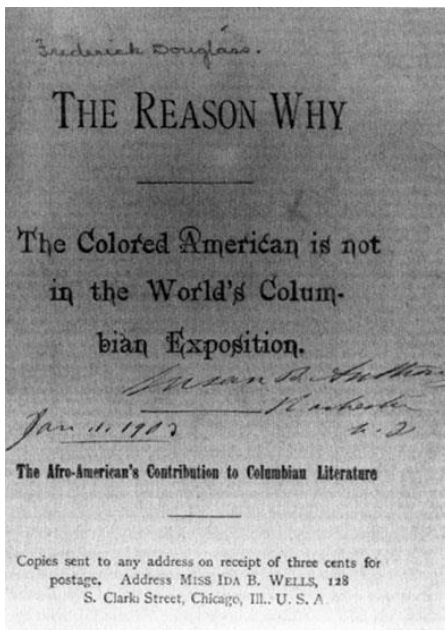 Frederick Douglass.
THE REASON WHY
The Colored American is not
in the World's Colum-
bian Exposition.
Susan B. Anthony
Rochester
Jan. 11. 1903
The Afro-American's Contribution to Columbian Literature
Copies sent to any address on receipt of three cents for
postage. Address MISS IDA B. WELLS, 128
S. Clark Street, Chicago, Ill., U. S. A